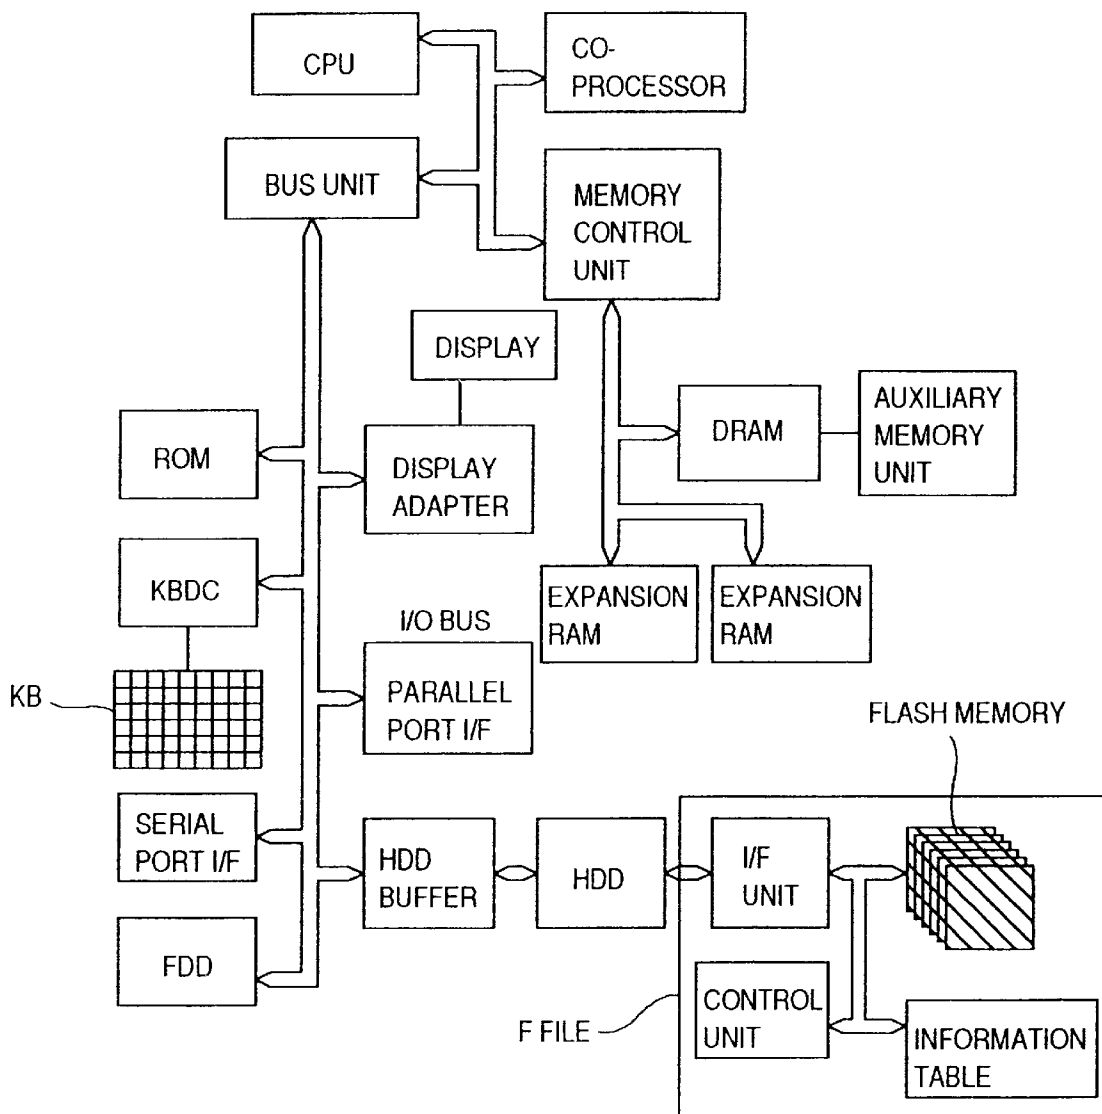 CPU
CO-
PROCESSOR
BUS UNIT
MEMORY
CONTROL
UNIT
DISPLAY
ROM
DISPLAY
ADAPTER
DRAM
AUXILIARY
MEMORY
UNIT
KBDC
EXPANSION
RAM
EXPANSION
RAM
I/O BUS
KB
PARALLEL
PORT I/F
FLASH MEMORY
SERIAL
PORT I/F
HDD
BUFFER
HDD
I/F
UNIT
FDD
F FILE
CONTROL
UNIT
INFORMATION
TABLE